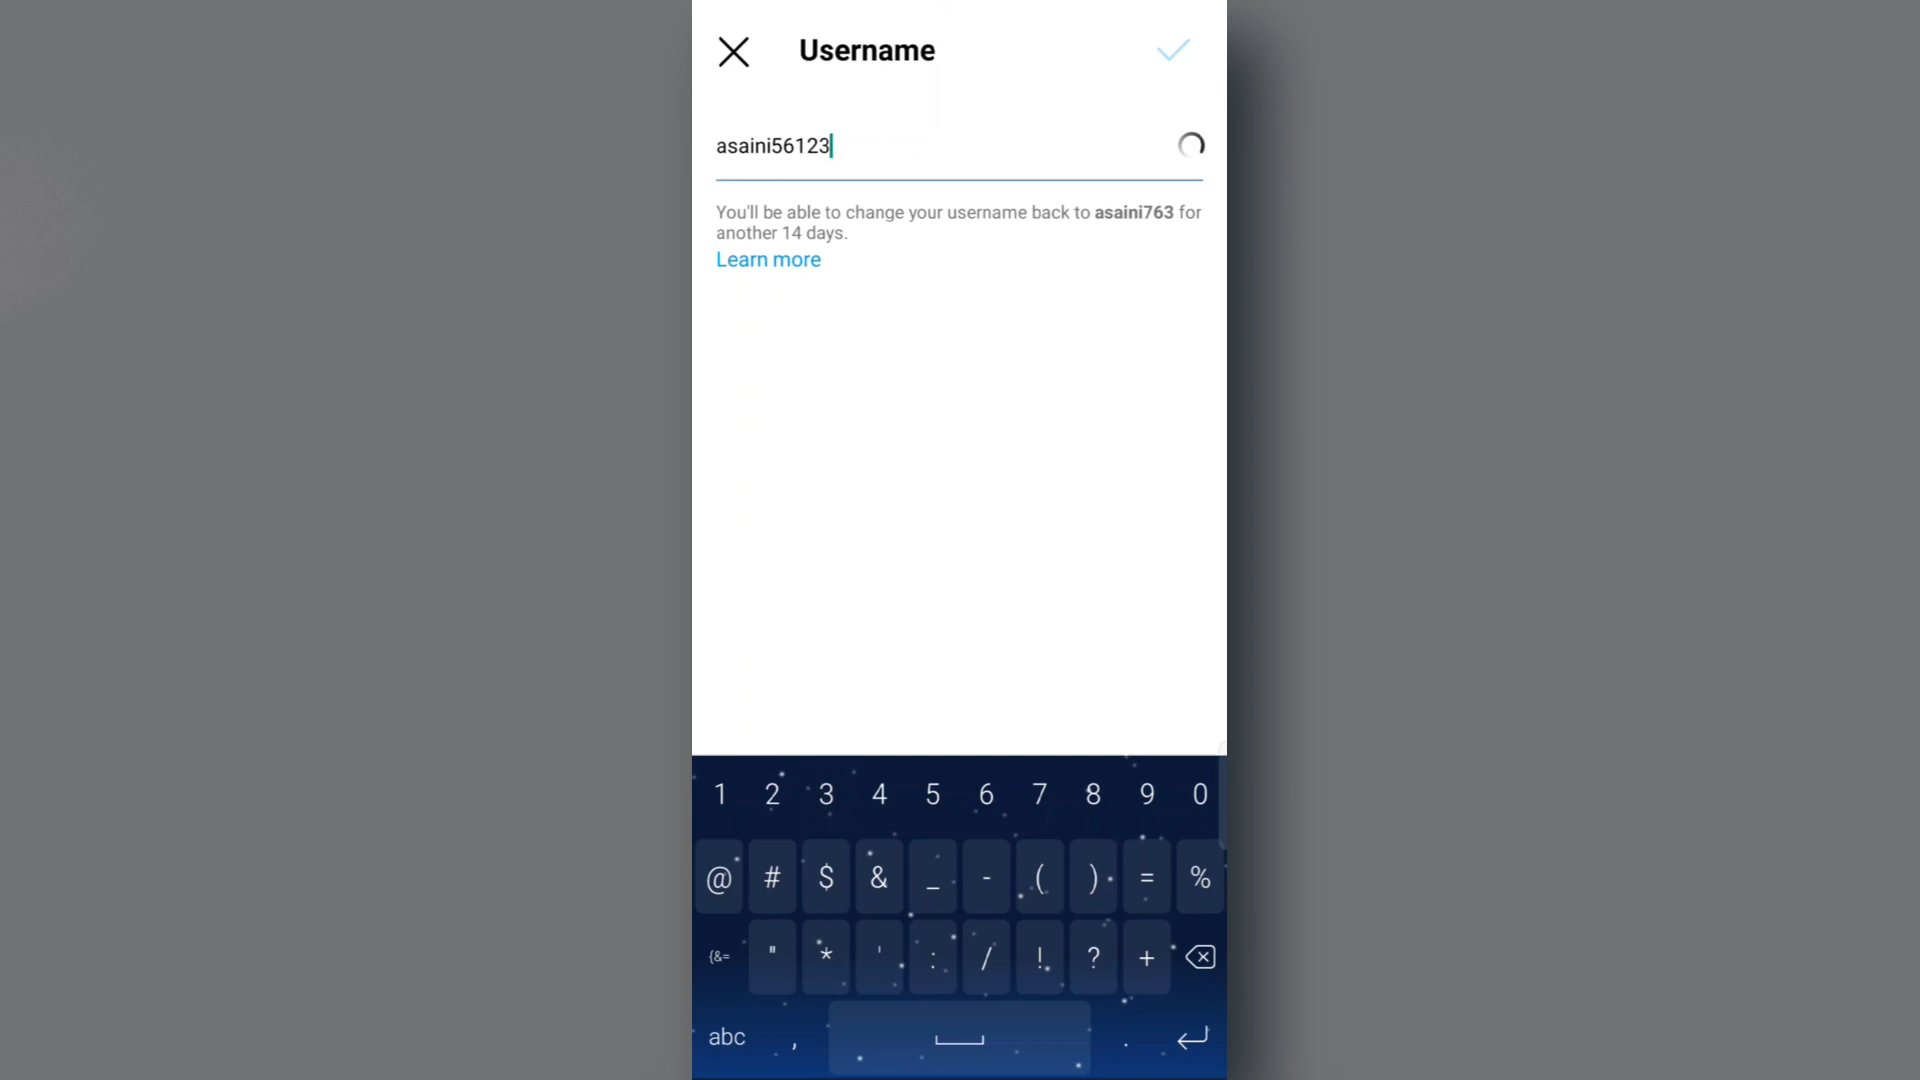 Username
asaini56123
You'll be able to change your username back to asaini763 for
another 14 days.
Learn more
1 2 3 4 5 6 7 8 9 0
@ # $ & _ - ( ) = %
{&= " * ' : / ! ? +
abc , .